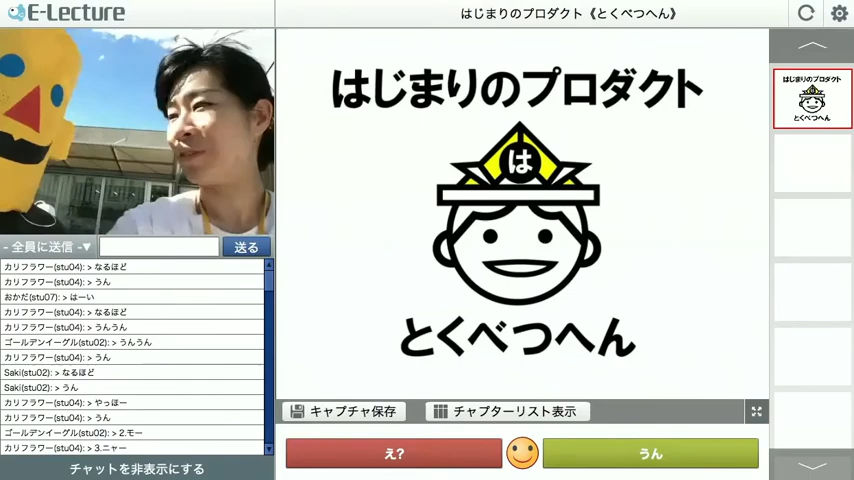 E-Lecture
はじまりのプロダクト《とくべつへん》
はじまりのプロダクト
は
とくべつへん
はじまりのプロダクト
は
とくべつへん
- 全員に送信 -▼
送る
カリフラワー(stu04): > なるほど
カリフラワー(stu04): > うん
おかだ(stu07): > はーい
カリフラワー(stu04): > なるほど
カリフラワー(stu04): > うんうん
ゴールデンイーグル(stu02): > うんうん
カリフラワー(stu04): > うん
Saki(stu02): > なるほど
Saki(stu02): > うん
カリフラワー(stu04): > やっほー
カリフラワー(stu04): > うん
ゴールデンイーグル(stu02): > 2.モー
カリフラワー(stu04): > 3.ニャー
チャットを非表示にする
キャプチャ保存
チャプターリスト表示
え?
うん